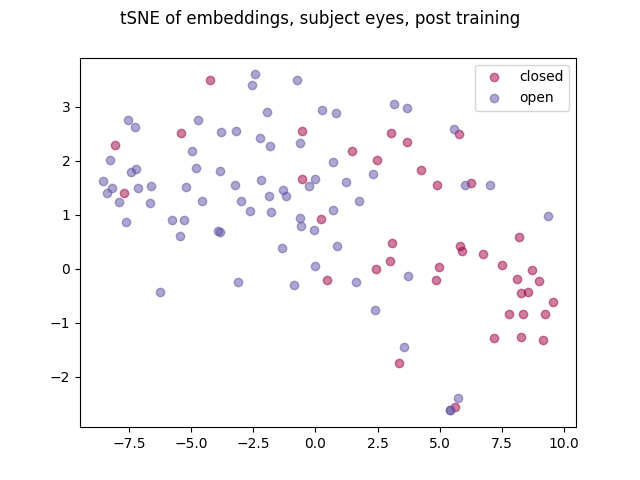 tSNE of embeddings, subject eyes, post training
closed
open
3
2
1
0
−1
−2
−7.5 −5.0 −2.5 0.0 2.5 5.0 7.5 10.0